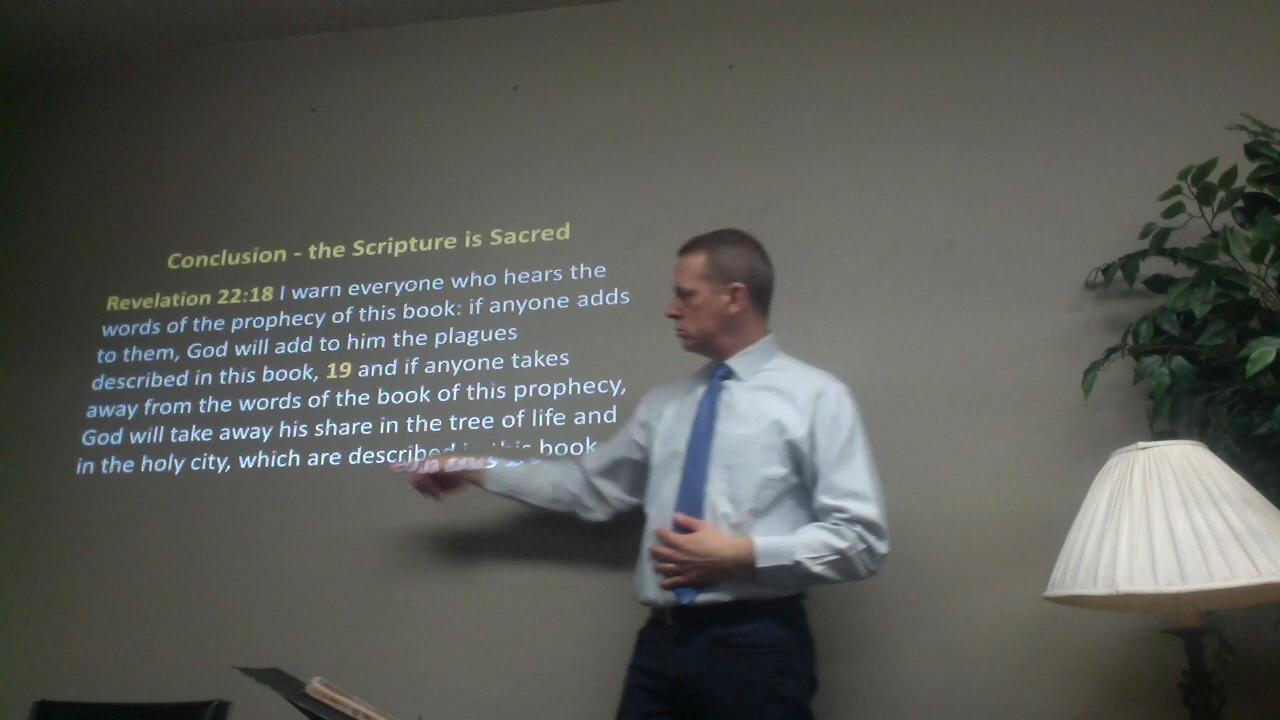 Conclusion - the Scripture is Sacred
Revelation 22:18 I warn everyone who hears the
words of the prophecy of this book: if anyone adds
to them, God will add to him the plagues
described in this book, 19 and if anyone takes
away from the words of the book of this prophecy,
God will take away his share in the tree of life and
in the holy city, which are described in this book